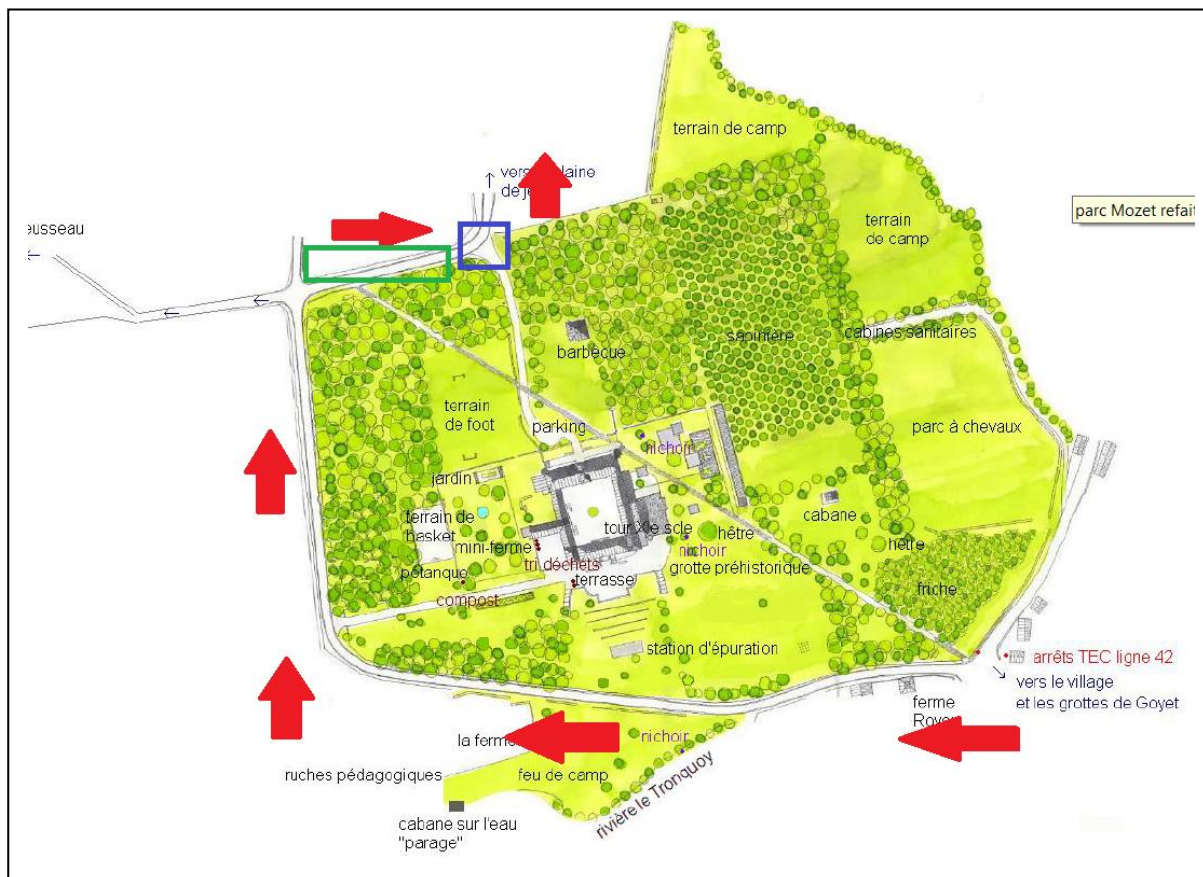 terrain de camp
vers
laine
de je
parc Mozet refait
eusseau
terrain
de camp
cabines sanitaires
sapinière
barbecue
terrain
de foot
parking
parc à chevaux
nichoir
jardin
cabane
terrain de
basket
tour XIe scle
hêtre
hêtre
mini-ferme
nichoir
tri déchets
grotte préhistorique
pétanque
terrasse
friche
compost
station d'épuration
arrêts TEC ligne 42
vers le village
et les grottes de Goyet
ferme
la ferme
nichoir
ruches pédagogiques
feu de camp
rivière le Tronquoy
cabane sur l'eau
"parage"